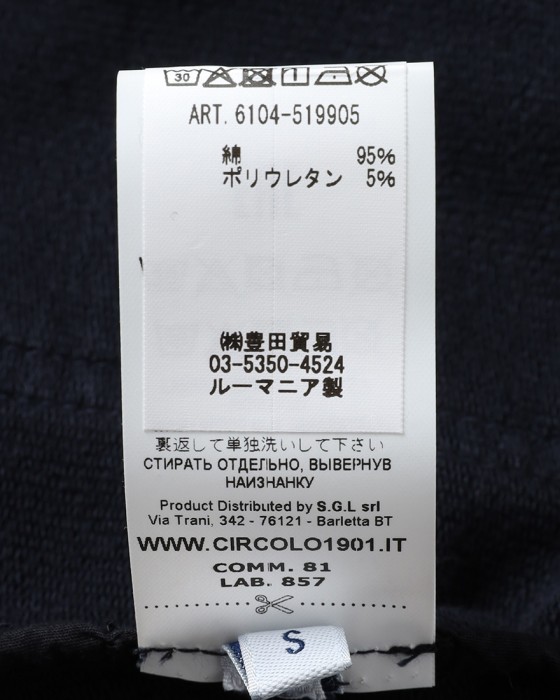 30
ART. 6104-519905
綿 95%
ポリウレタン 5%
㈱豊田貿易
03-5350-4524
ルーマニア製
裏返して単独洗いして下さい
СТИРАТЬ ОТДЕЛЬНО, ВЫВЕРНУВ
НАИЗНАНКУ
Product Distributed by S.G.L srl
Via Trani, 342 - 76121 - Barletta BT
WWW.CIRCOLO1901.IT
COMM. 81
LAB. 857
S